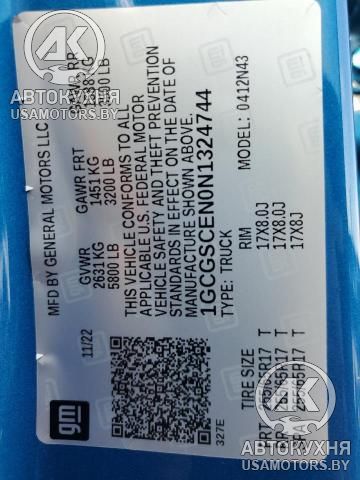 АВТОКУХНЯ
USAMOTORS.BY
MFD BY GENERAL MOTORS LLC
11/22
GVWR
2631 KG
5800 LB
GAWR FRT
1451 KG
3200 LB
THIS VEHICLE CONFORMS TO ALL
APPLICABLE U.S. FEDERAL MOTOR
VEHICLE SAFETY AND THEFT PREVENTION
STANDARDS IN EFFECT ON THE DATE OF
MANUFACTURE SHOWN ABOVE.
1GCGSCEN0N1324744
TYPE: TRUCK
MODEL: 0412N43
gm
327E
TIRE SIZE
RIM
T 17X8.0J
T 17X8.0J
T 17X8J
АВТОКУХНЯ
USAMOTORS.BY